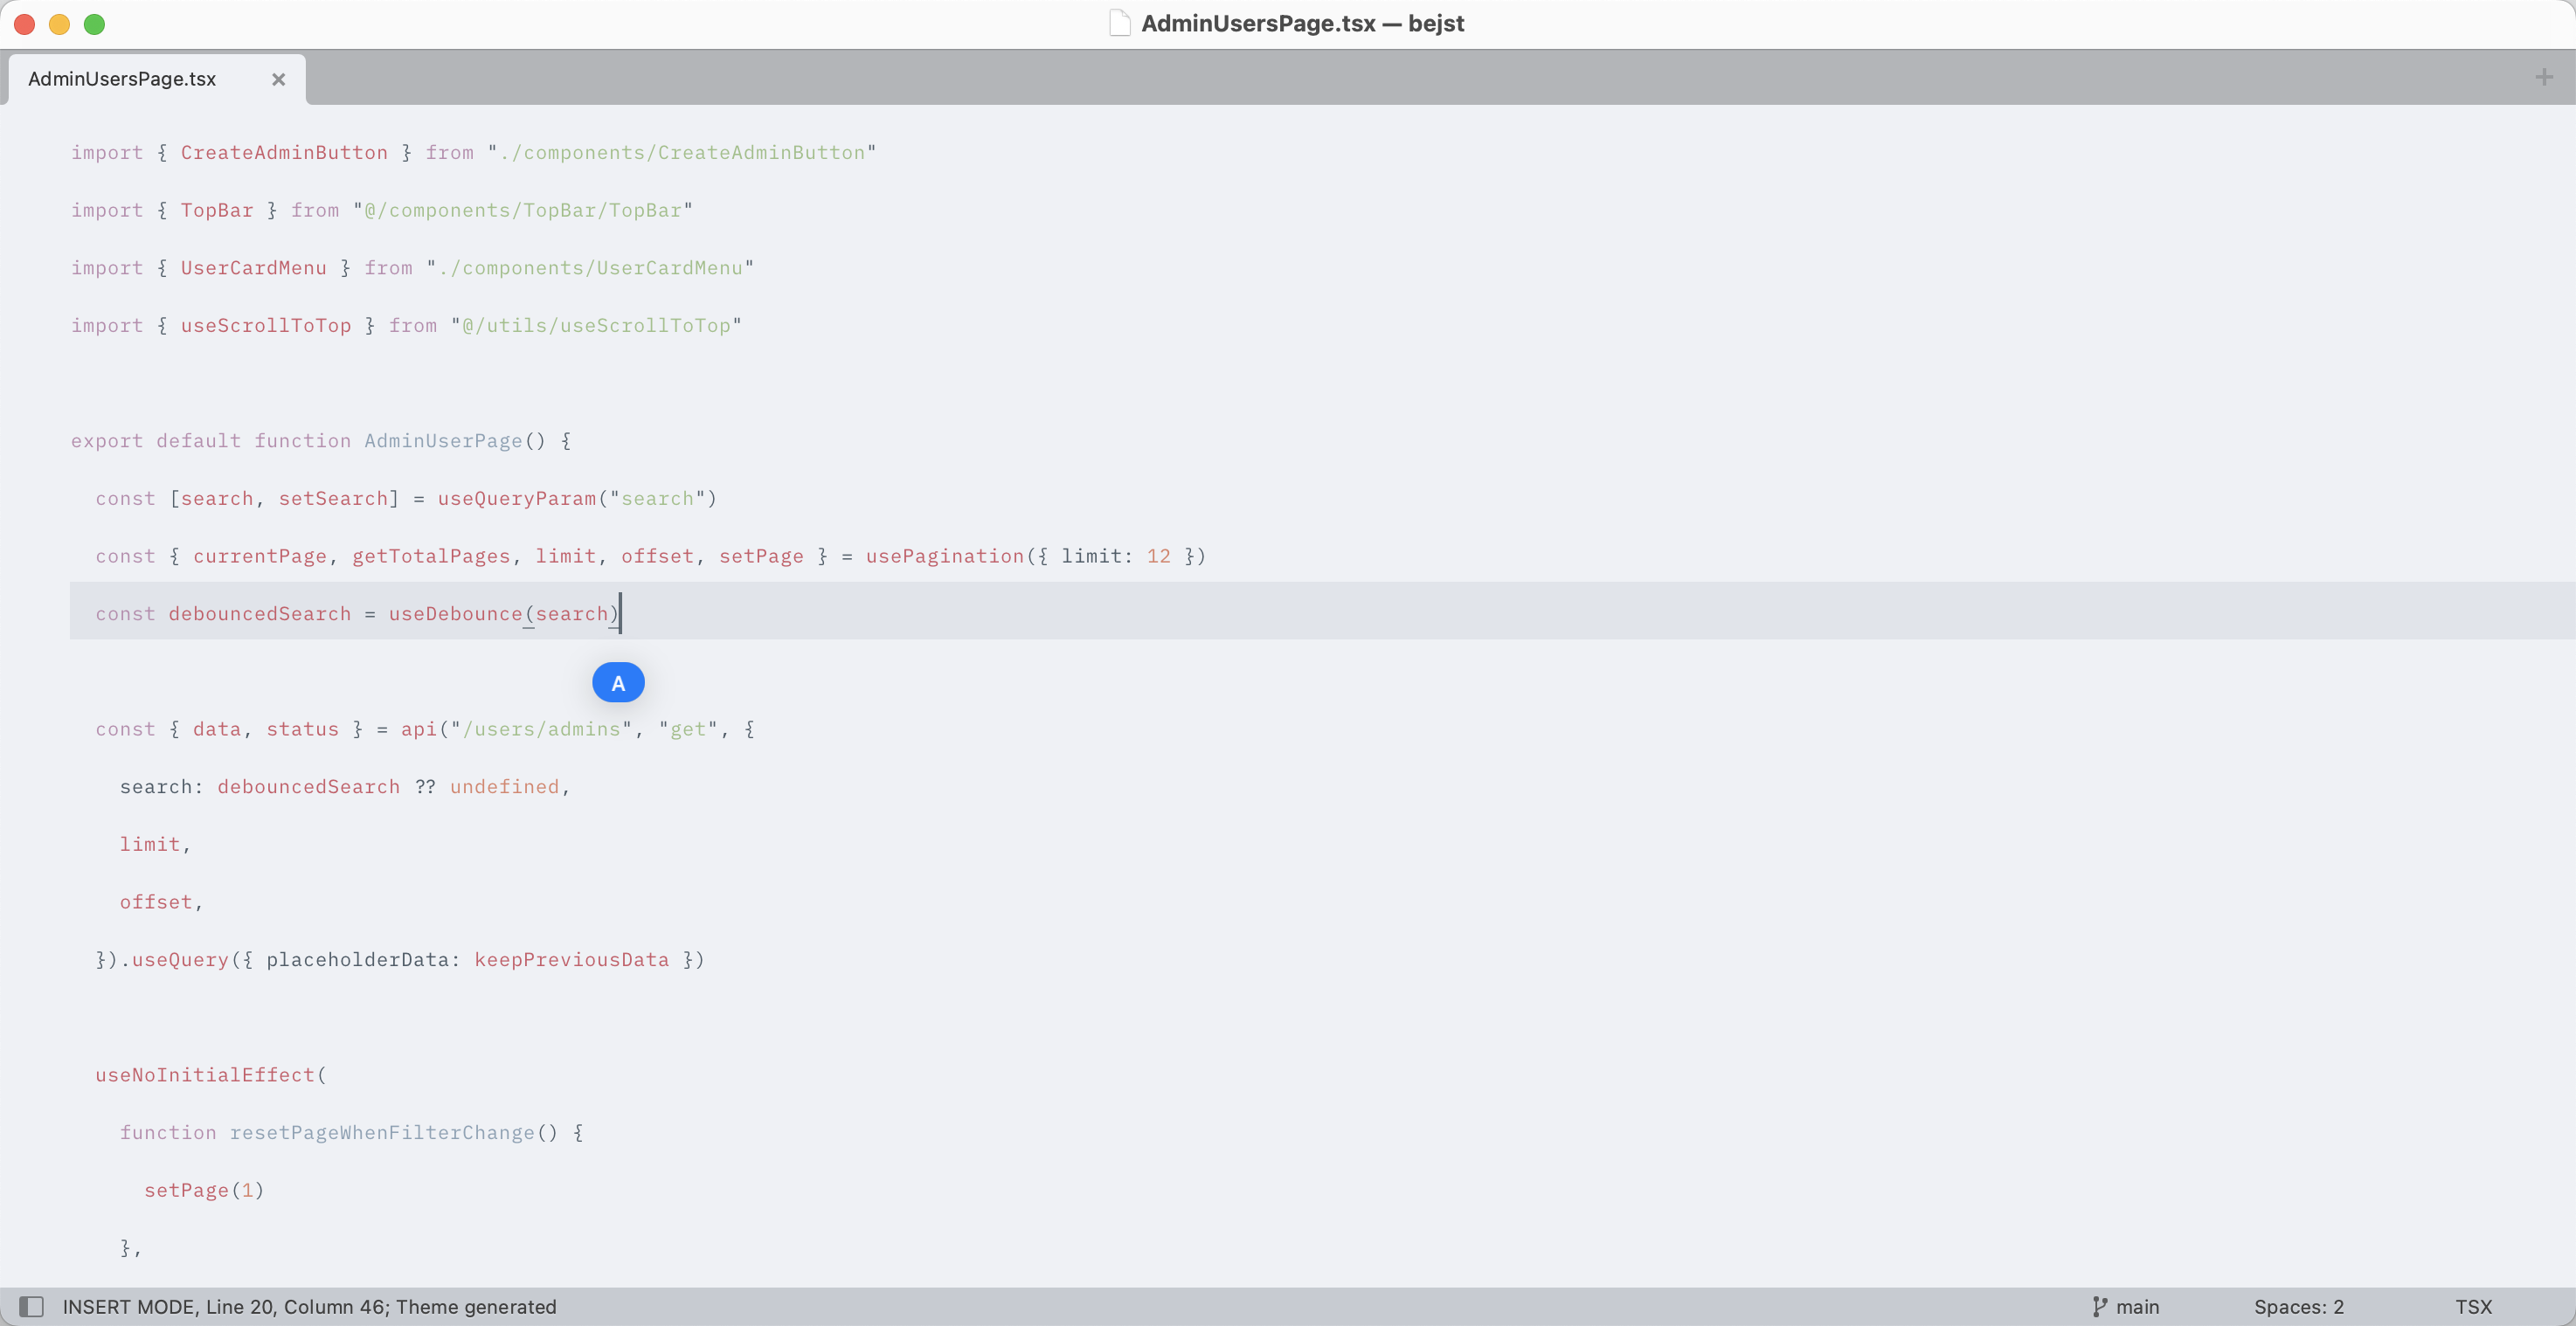 AdminUsersPage.tsx — bejst
AdminUsersPage.tsx
import { CreateAdminButton } from "./components/CreateAdminButton"
import { TopBar } from "@/components/TopBar/TopBar"
import { UserCardMenu } from "./components/UserCardMenu"
import { useScrollToTop } from "@/utils/useScrollToTop"
export default function AdminUserPage() {
const [search, setSearch] = useQueryParam("search")
const { currentPage, getTotalPages, limit, offset, setPage } = usePagination({ limit: 12 })
const debouncedSearch = useDebounce(search)
A
const { data, status } = api("/users/admins", "get", {
search: debouncedSearch ?? undefined,
limit,
offset,
}).useQuery({ placeholderData: keepPreviousData })
useNoInitialEffect(
function resetPageWhenFilterChange() {
setPage(1)
},
INSERT MODE, Line 20, Column 46; Theme generated
main
Spaces: 2
TSX